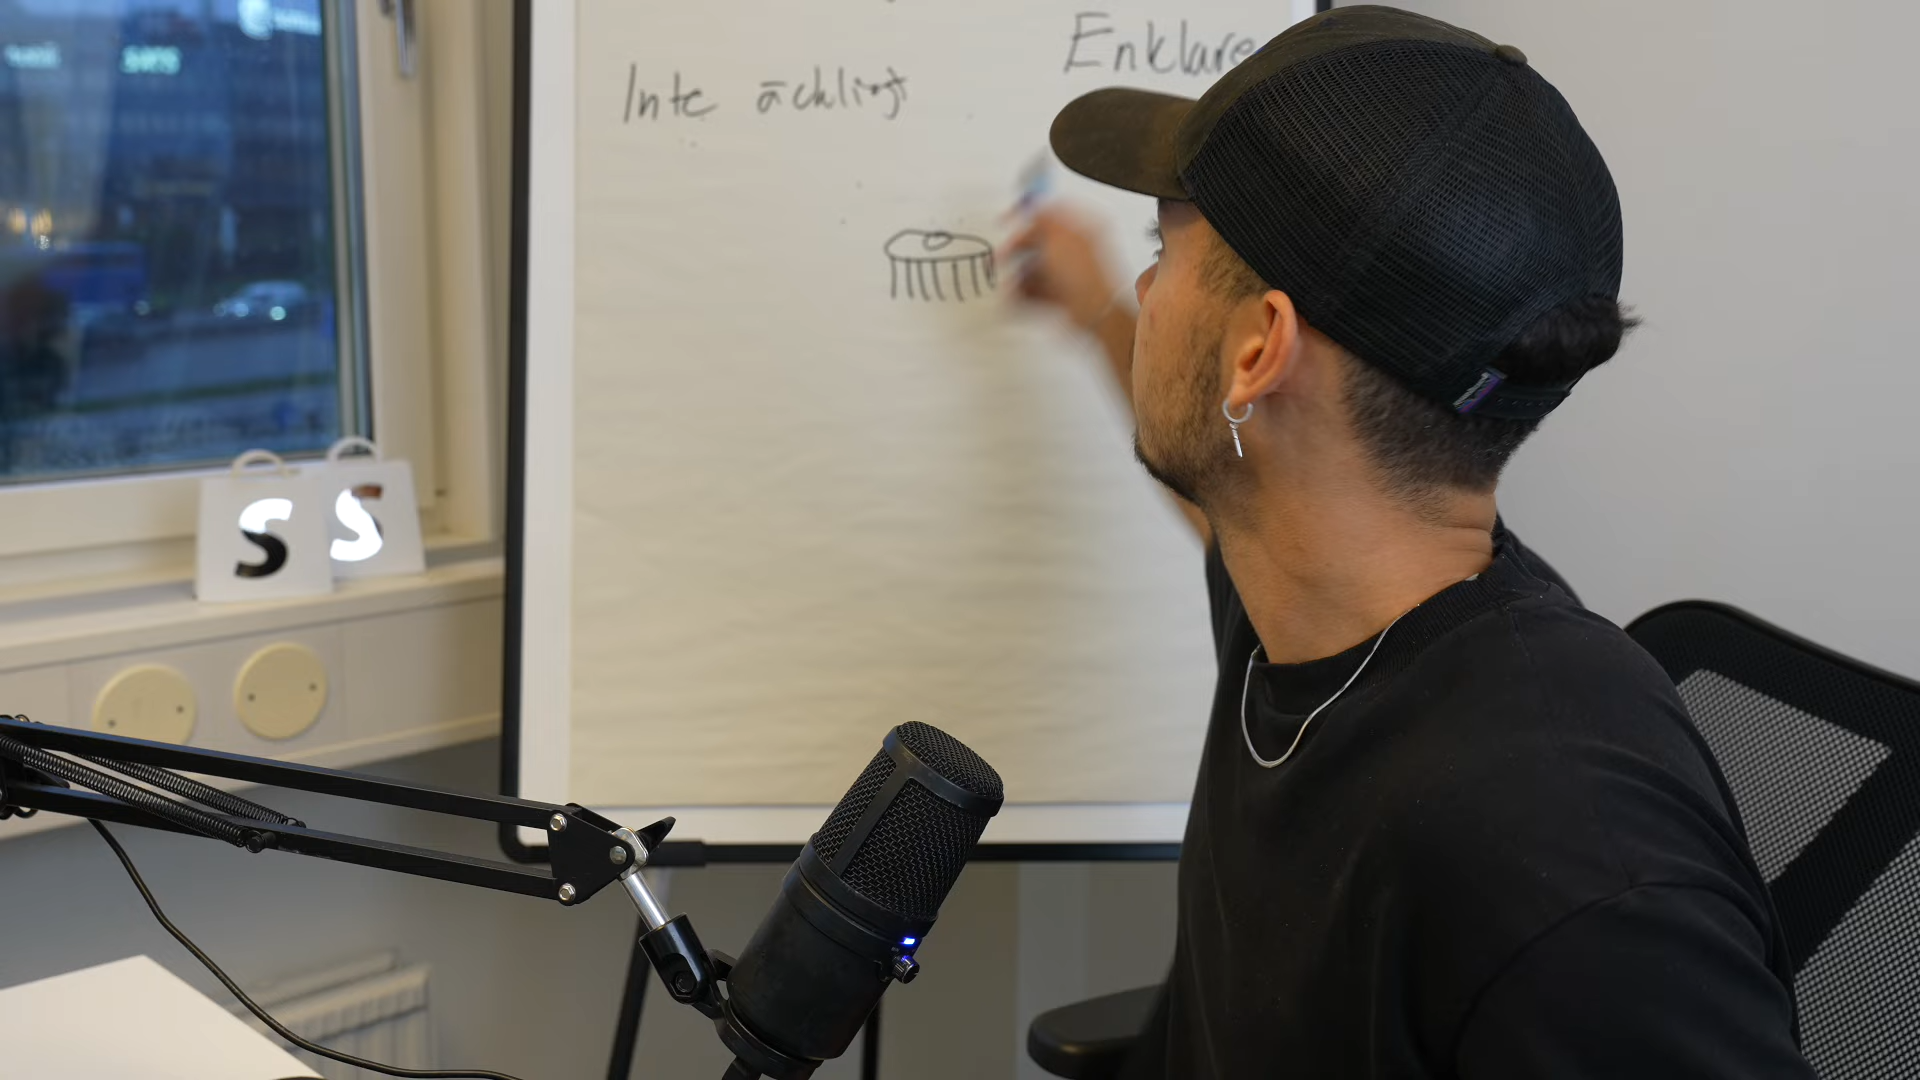 Enklare
Inte äckligt
S
S